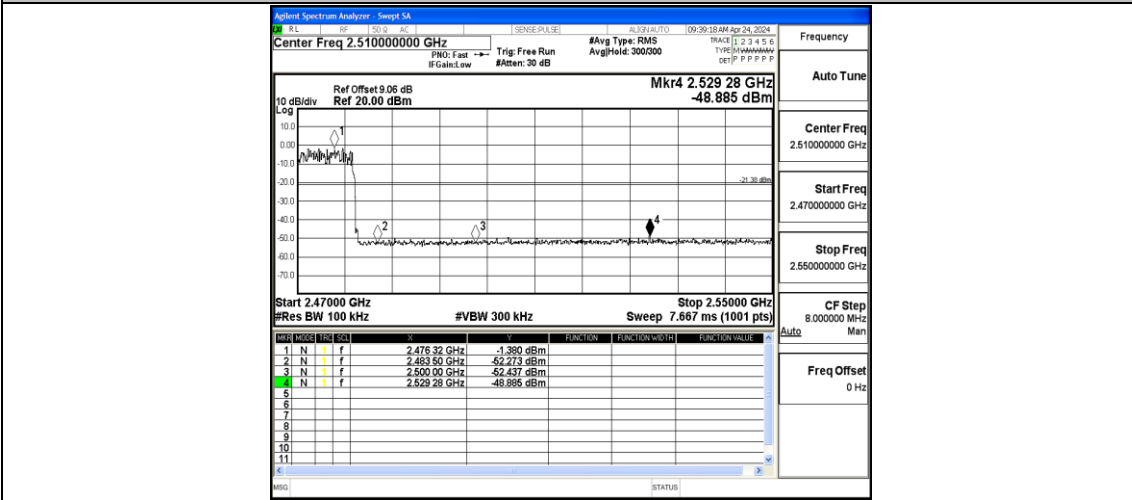 Agilent Spectrum Analyzer - Swept SA
RL RF 50 Ω AC SENSE:PULSE ALIGN AUTO 09:39:18 AM Apr 24, 2024
Center Freq 2.510000000 GHz
PNO: Fast
IFGain:Low
Trig: Free Run
#Atten: 30 dB
#Avg Type: RMS
Avg|Hold: 300/300
TRACE 1 2 3 4 5 6
TYPE MWWWWW
DET P P P P P P
Ref Offset 9.06 dB
10 dB/div Ref 20.00 dBm
Log
Mkr4 2.529 28 GHz
-48.885 dBm
10.0
0.00
-10.0
-20.0
-30.0
-40.0
-50.0
-60.0
-70.0
1
2
3
4
-21.38 dBm
Start 2.47000 GHz Stop 2.55000 GHz
#Res BW 100 kHz #VBW 300 kHz Sweep 7.667 ms (1001 pts)
MKR MODE TRC SCL X Y FUNCTION FUNCTION WIDTH FUNCTION VALUE
1 N 1 f 2.476 32 GHz -1.380 dBm
2 N 1 f 2.483 50 GHz -52.273 dBm
3 N 1 f 2.500 00 GHz -52.437 dBm
4 N 1 f 2.529 28 GHz -48.885 dBm
5
6
7
8
9
10
11
MSG STATUS
Frequency
Auto Tune
Center Freq
2.510000000 GHz
Start Freq
2.470000000 GHz
Stop Freq
2.550000000 GHz
CF Step
8.000000 MHz
Auto Man
Freq Offset
0 Hz